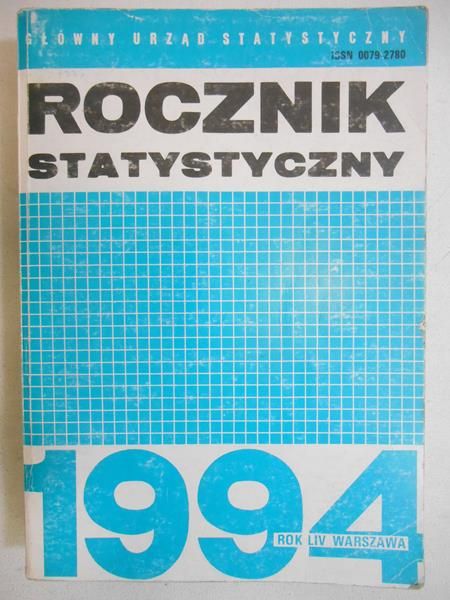 GŁÓWNY URZĄD STATYSTYCZNY
ISSN 0079-2780
ROCZNIK
STATYSTYCZNY
1994
ROK LIV WARSZAWA